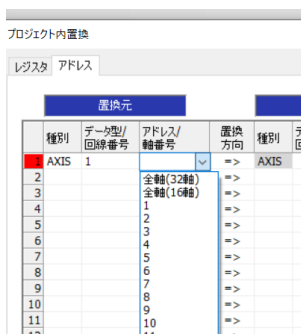 プロジェクト内置換
レジスタ アドレス
置換元
種別 データ型/回線番号 アドレス/軸番号 置換方向 種別
1 AXIS 1 => AXIS
全軸(32軸)
2 =>
全軸(16軸)
3 =>
1
4 =>
2
5 =>
3
6 =>
4
7 =>
5
8 =>
6
9 =>
7
10 =>
8
11 =>
9
10